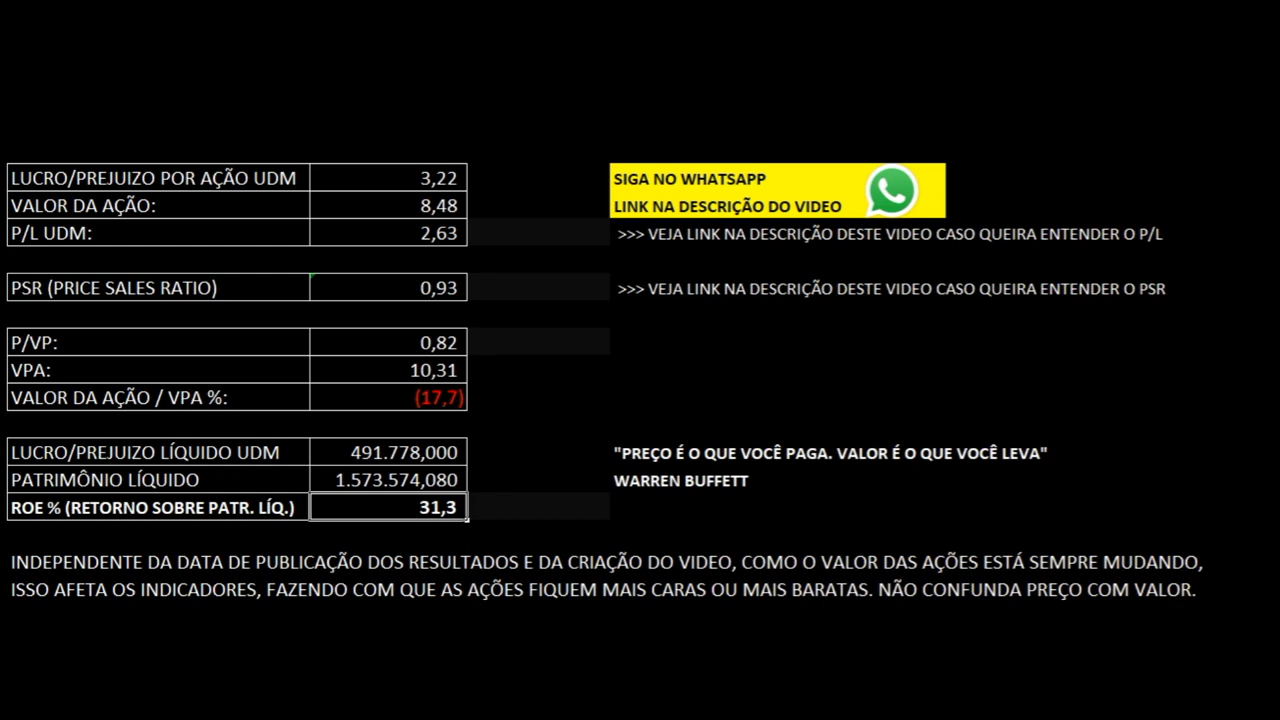 LUCRO/PREJUIZO POR AÇÃO UDM 3,22
VALOR DA AÇÃO: 8,48
P/L UDM: 2,63
SIGA NO WHATSAPP
LINK NA DESCRIÇÃO DO VIDEO
>>> VEJA LINK NA DESCRIÇÃO DESTE VIDEO CASO QUEIRA ENTENDER O P/L
PSR (PRICE SALES RATIO) 0,93
>>> VEJA LINK NA DESCRIÇÃO DESTE VIDEO CASO QUEIRA ENTENDER O PSR
P/VP: 0,82
VPA: 10,31
VALOR DA AÇÃO / VPA %: (17,7)
LUCRO/PREJUIZO LÍQUIDO UDM 491.778,000
PATRIMÔNIO LÍQUIDO 1.573.574,080
ROE % (RETORNO SOBRE PATR. LÍQ.) 31,3
"PREÇO É O QUE VOCÊ PAGA. VALOR É O QUE VOCÊ LEVA"
WARREN BUFFETT
INDEPENDENTE DA DATA DE PUBLICAÇÃO DOS RESULTADOS E DA CRIAÇÃO DO VIDEO, COMO O VALOR DAS AÇÕES ESTÁ SEMPRE MUDANDO,
ISSO AFETA OS INDICADORES, FAZENDO COM QUE AS AÇÕES FIQUEM MAIS CARAS OU MAIS BARATAS. NÃO CONFUNDA PREÇO COM VALOR.